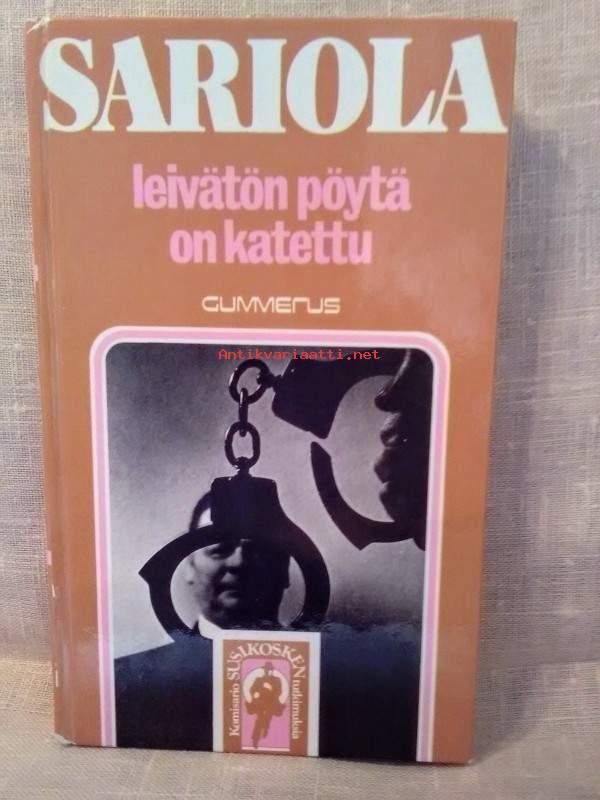 SARIOLA
leivätön pöytä
on katettu
GUMMERUS
Antikvariaatti.net
Komisario SUSIKOSKEN tutkimuksia